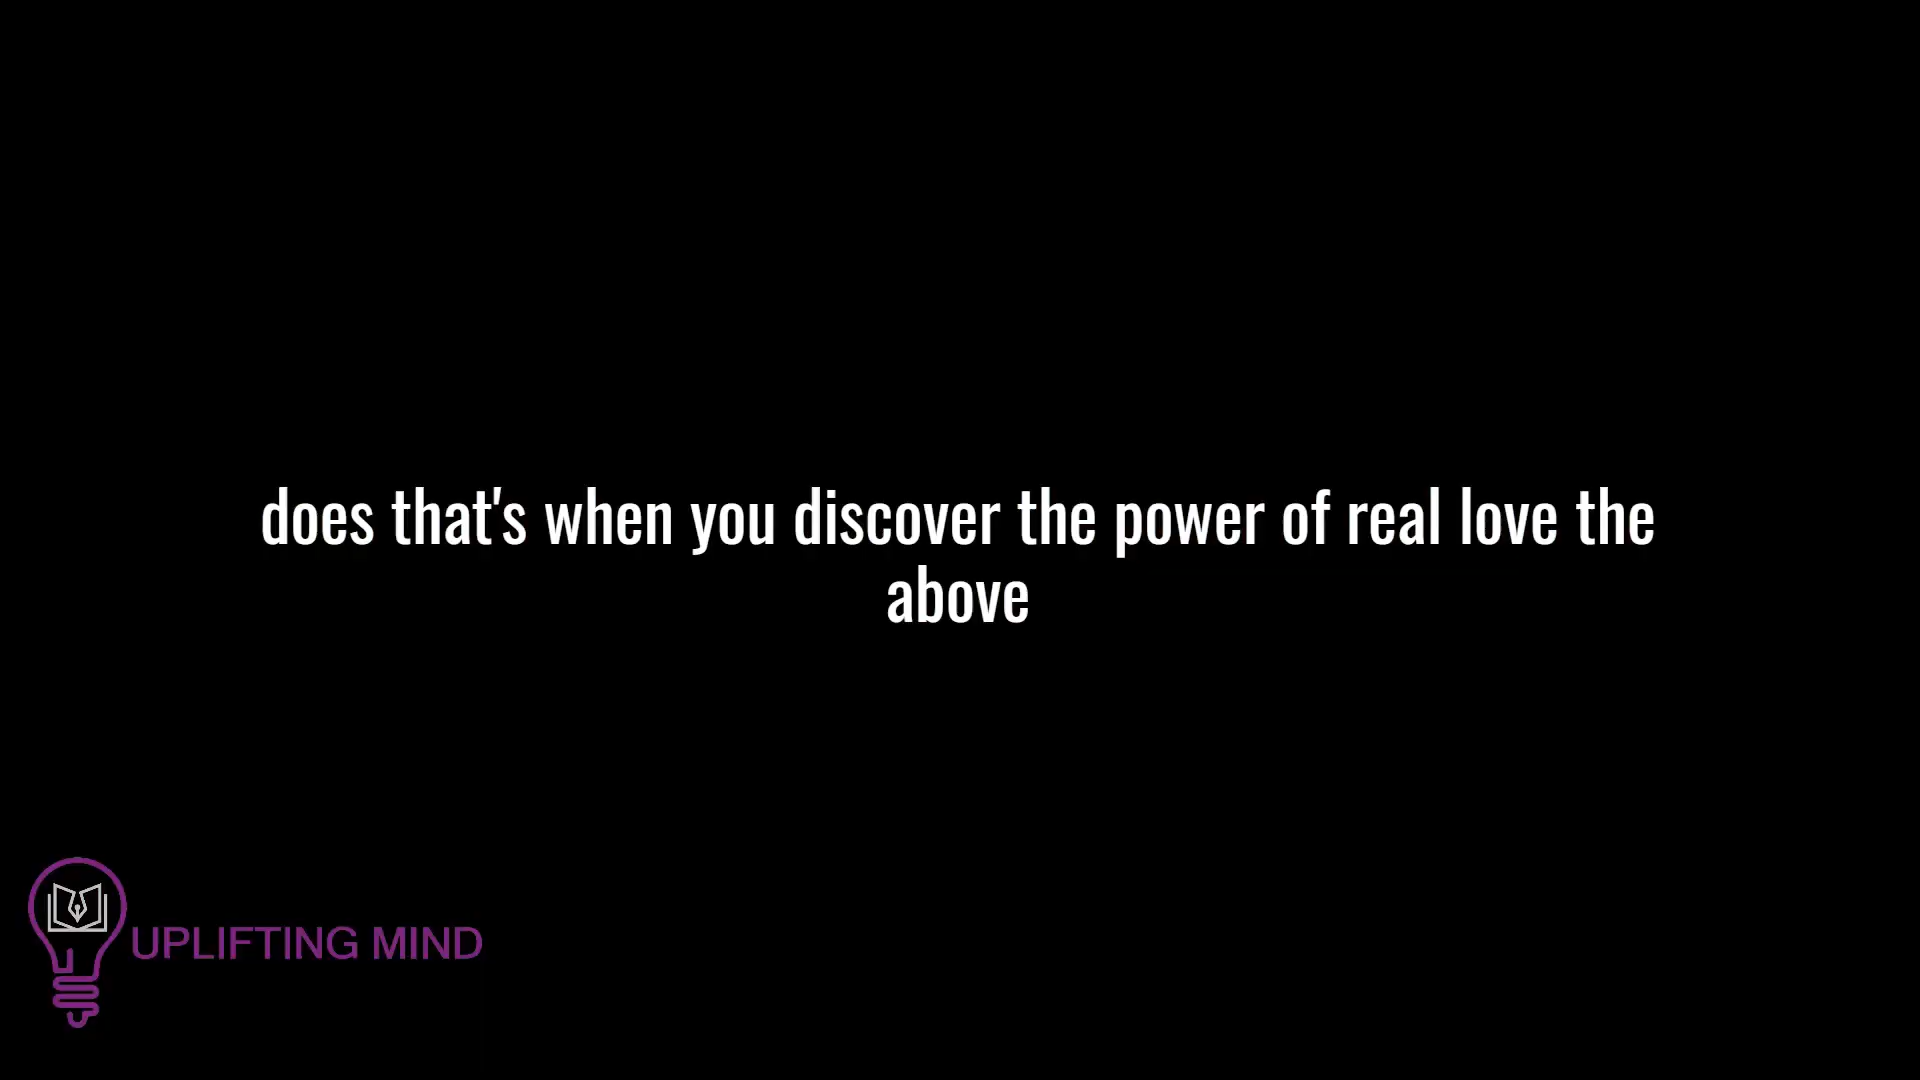 does that's when you discover the power of real love the
above
UPLIFTING MIND